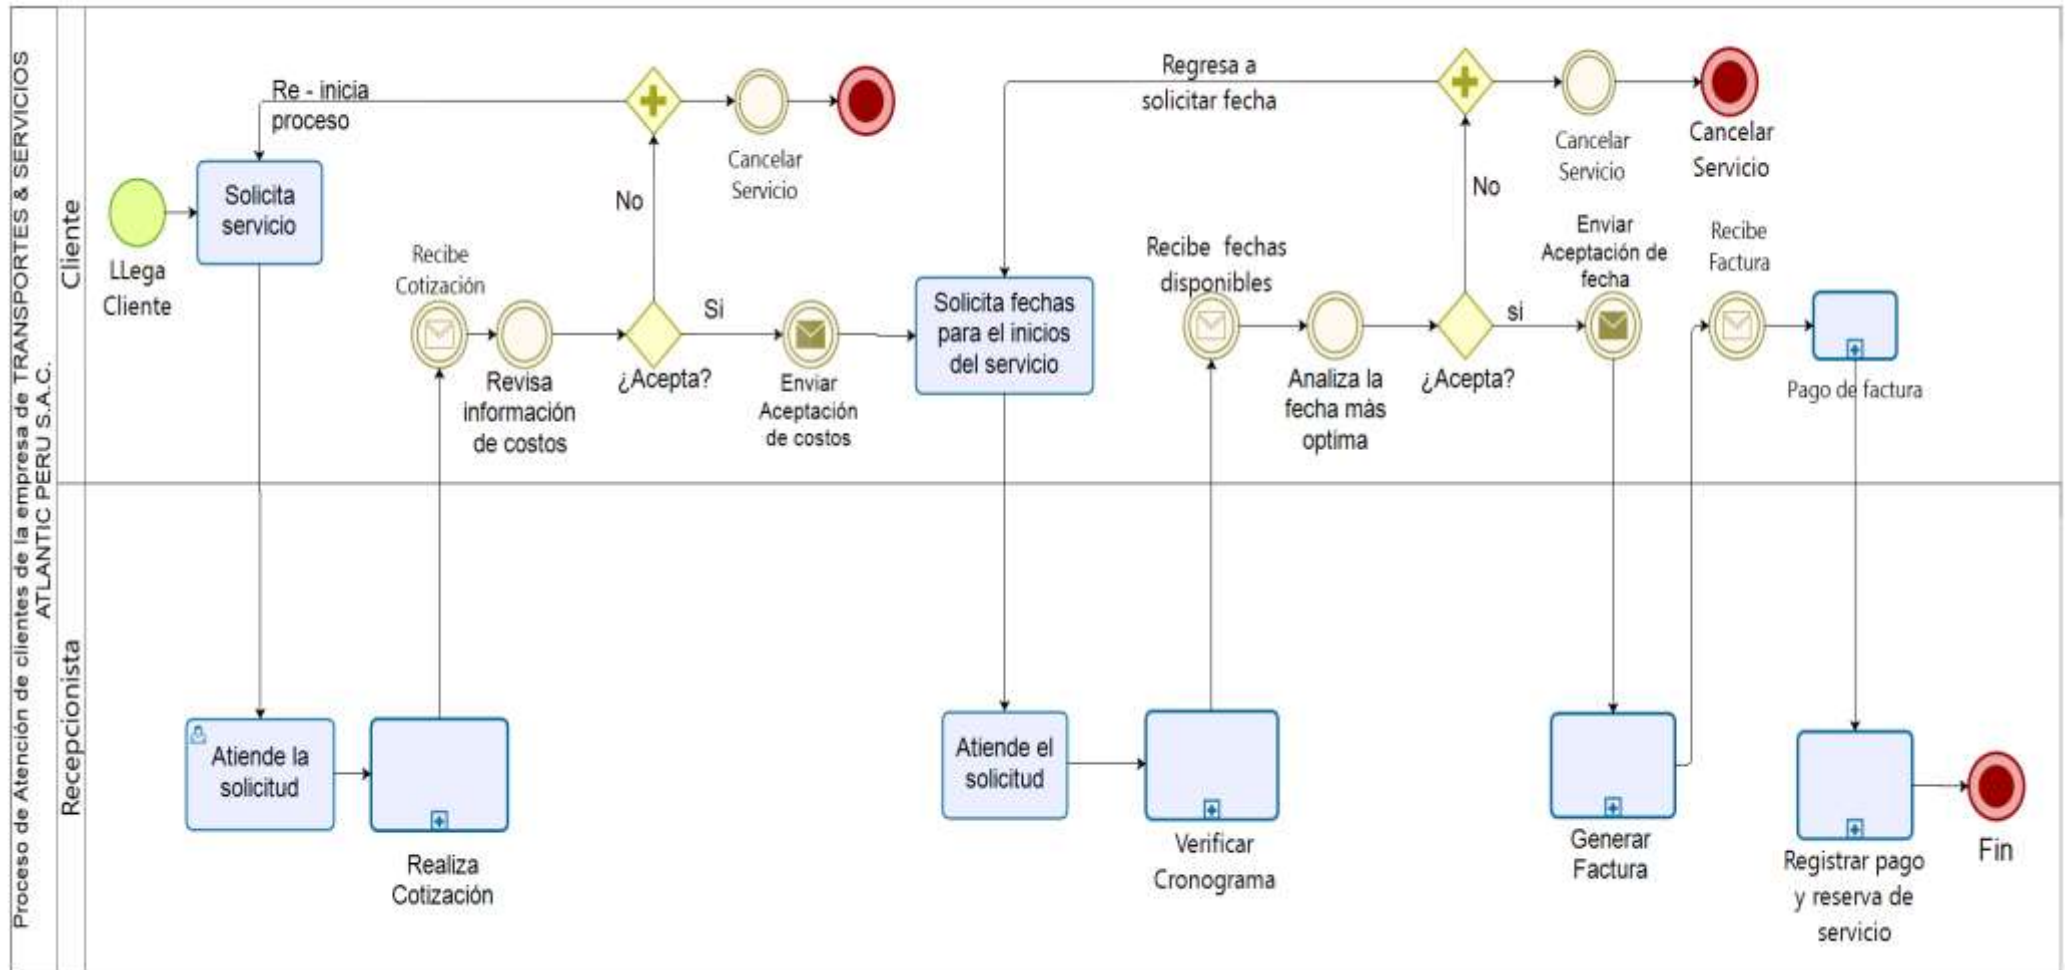 Proceso de Atención de clientes de la empresa de TRANSPORTES & SERVICIOS
ATLANTIC PERU S.A.C.
Cliente
LLega
Cliente
Solicita
servicio
Re - inicia
proceso
Recibe
Cotización
Revisa
información
de costos
No
¿Acepta?
Si
Cancelar
Servicio
Enviar
Aceptación
de costos
Solicita fechas
para el inicios
del servicio
Regresa a
solicitar fecha
Recibe fechas
disponibles
Analiza la
fecha màs
optima
No
¿Acepta?
si
Cancelar
Servicio
Cancelar
Servicio
Enviar
Aceptación de
fecha
Recibe
Factura
Pago de factura
Recepcionista
Atiende la
solicitud
Realiza
Cotización
Atiende el
solicitud
Verificar
Cronograma
Generar
Factura
Registrar pago
y reserva de
servicio
Fin